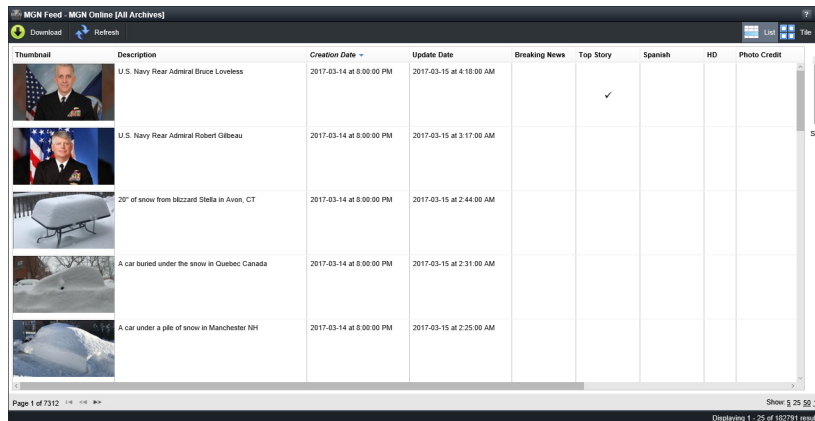 MGN Feed - MGN Online [All Archives] ?
Download Refresh List Tile
Thumbnail Description Creation Date Update Date Breaking News Top Story Spanish HD Photo Credit
U.S. Navy Rear Admiral Bruce Loveless 2017-03-14 at 8:00:00 PM 2017-03-15 at 4:18:00 AM ✓
U.S. Navy Rear Admiral Robert Gilbeau 2017-03-14 at 8:00:00 PM 2017-03-15 at 3:17:00 AM
20" of snow from blizzard Stella in Avon, CT 2017-03-14 at 8:00:00 PM 2017-03-15 at 2:44:00 AM
A car buried under the snow in Quebec Canada 2017-03-14 at 8:00:00 PM 2017-03-15 at 2:31:00 AM
A car under a pile of snow in Manchester NH 2017-03-14 at 8:00:00 PM 2017-03-15 at 2:25:00 AM
Page 1 of 7312 Show: 5 25 50
Displaying 1 - 25 of 182791